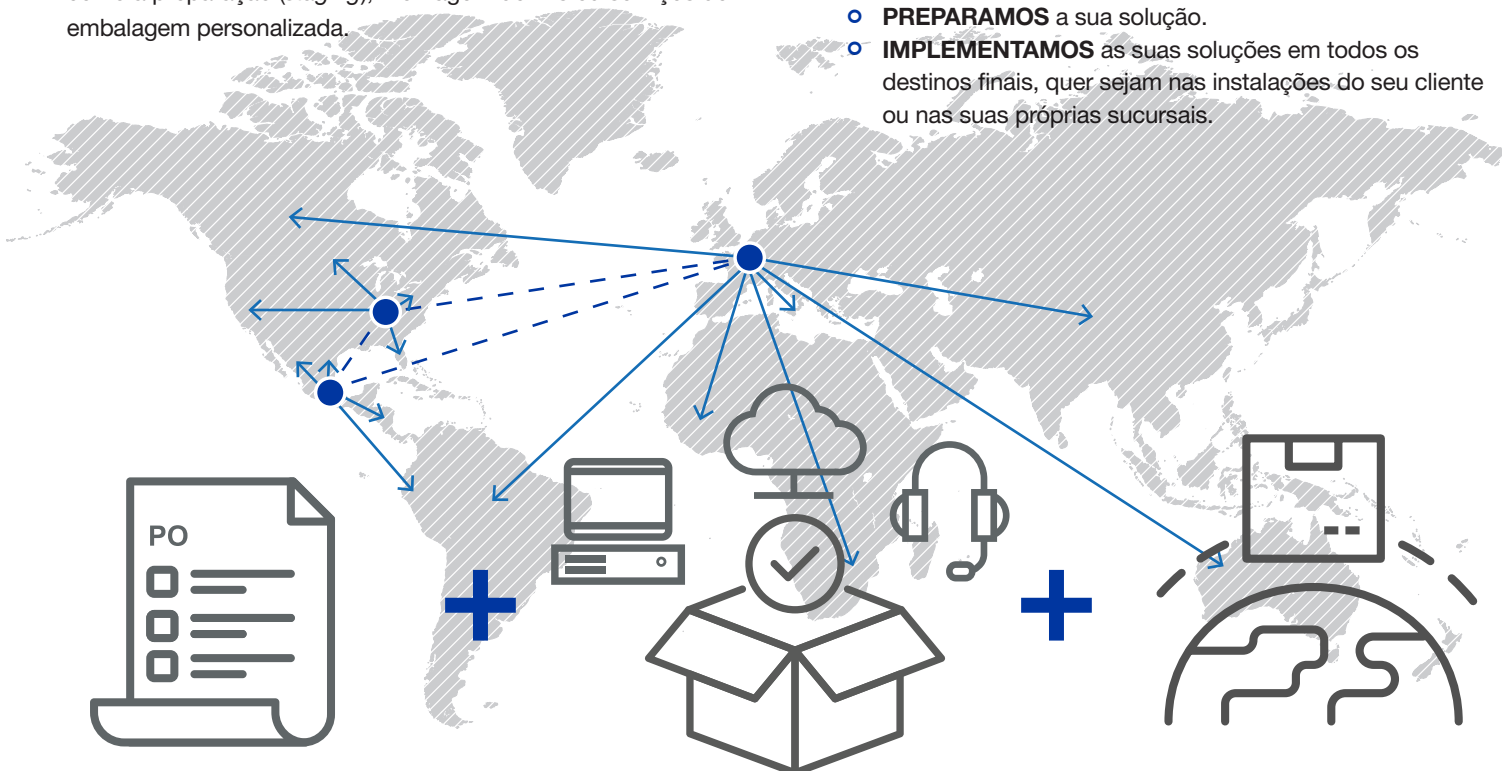 embalagem personalizada.
PREPARAMOS a sua solução.
IMPLEMENTAMOS as suas soluções em todos os
destinos finais, quer sejam nas instalações do seu cliente
ou nas suas próprias sucursais.
PO